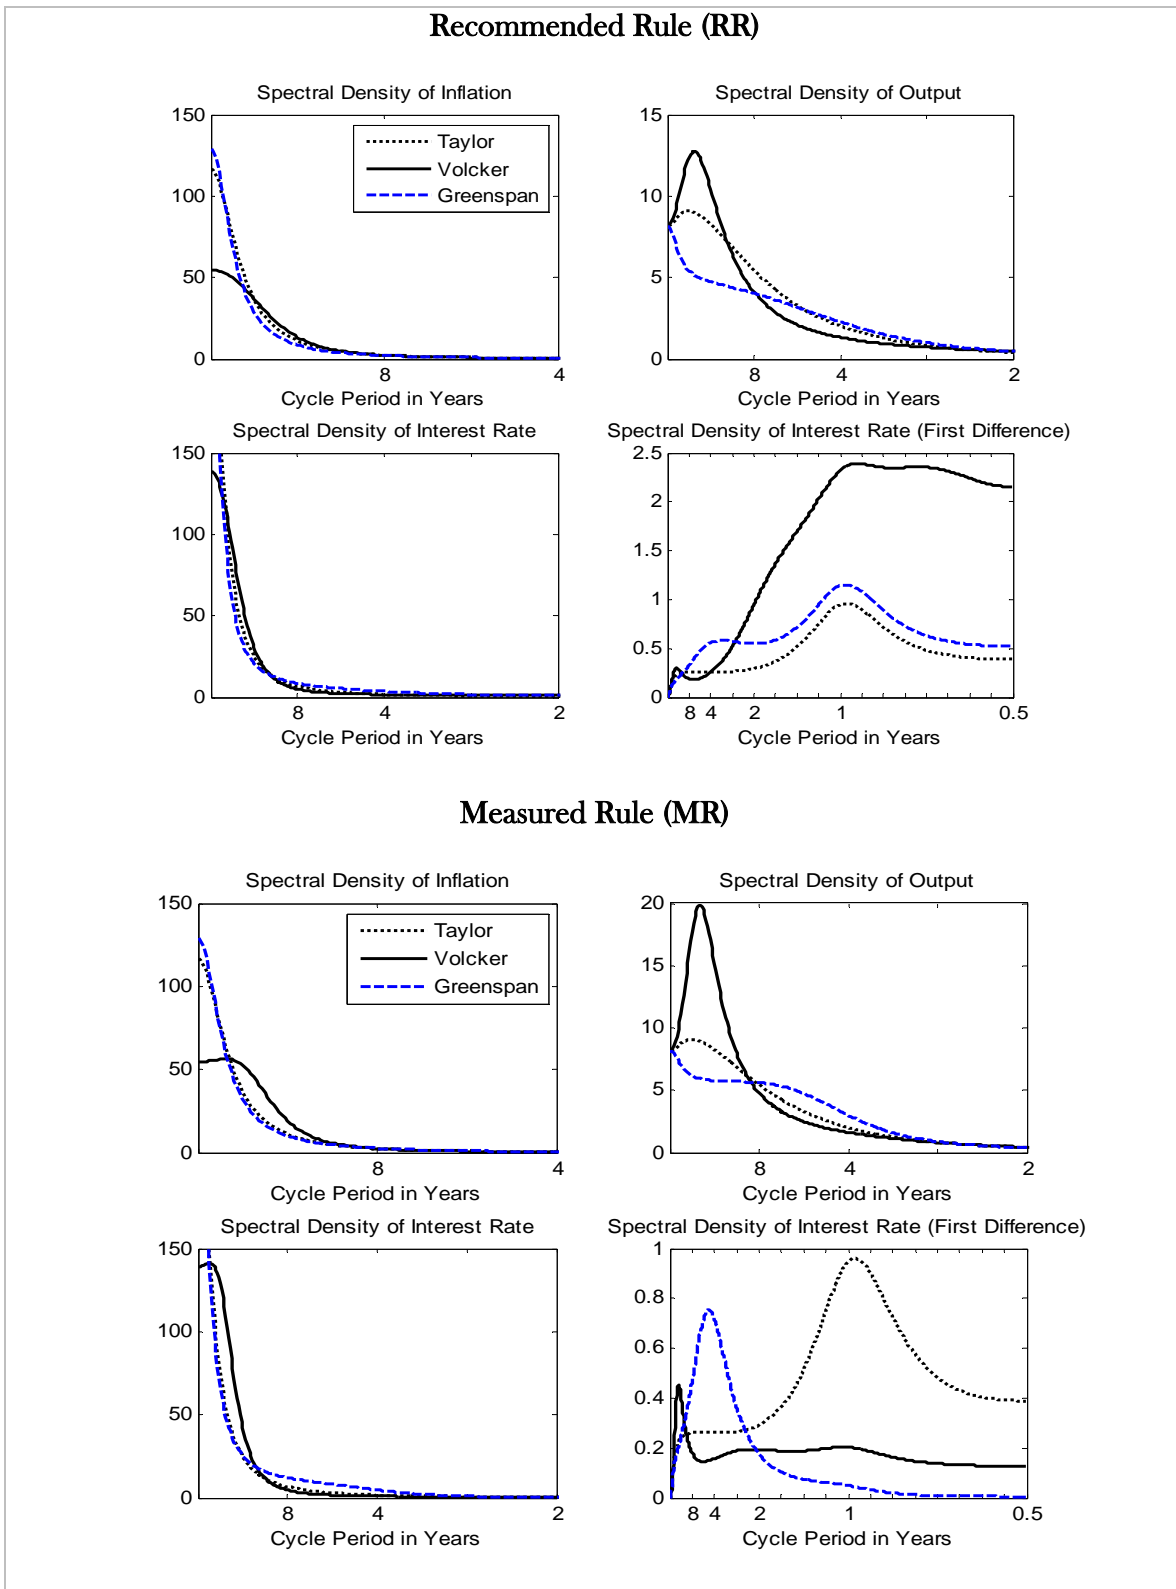 Recommended Rule (RR)
Spectral Density of Inflation
150
100
50
0
Taylor
Volcker
Greenspan
8
4
Cycle Period in Years
Spectral Density of Output
15
10
5
0
8
4
2
Cycle Period in Years
Spectral Density of Interest Rate
150
100
50
0
8
4
2
Cycle Period in Years
Spectral Density of Interest Rate (First Difference)
2.5
2
1.5
1
0.5
0
8
4
2
1
0.5
Cycle Period in Years
Measured Rule (MR)
Spectral Density of Inflation
150
100
50
0
Taylor
Volcker
Greenspan
8
4
Cycle Period in Years
Spectral Density of Output
20
15
10
5
0
8
4
2
Cycle Period in Years
Spectral Density of Interest Rate
150
100
50
0
8
4
2
Cycle Period in Years
Spectral Density of Interest Rate (First Difference)
1
0.8
0.6
0.4
0.2
0
8
4
2
1
0.5
Cycle Period in Years